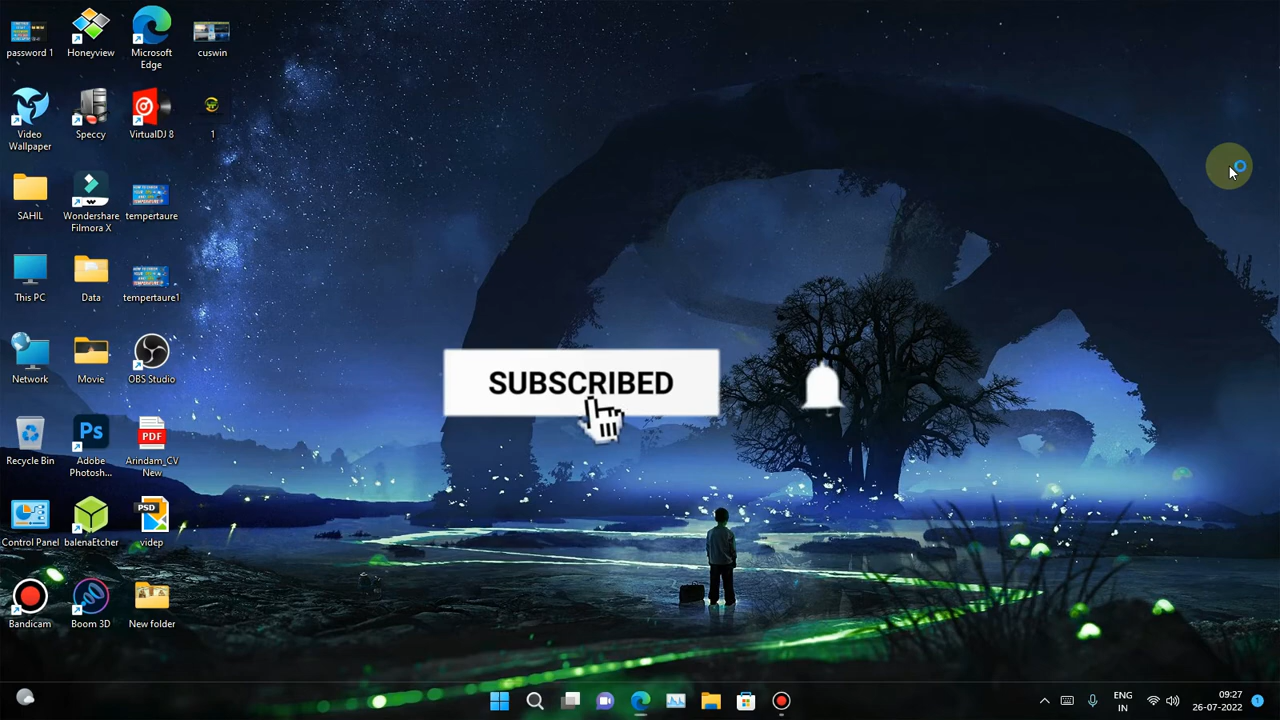 password 1
Honeyview
Microsoft
Edge
cuswin
Video
Wallpaper
Speccy
VirtualDJ 8
1
SAHIL
Wondershare
Filmora X
tempertaure
This PC
Data
tempertaure1
Network
Movie
OBS Studio
Recycle Bin
Ps
Adobe
Photosh...
PDF
Arindam_CV
New
Control Panel
balenaEtcher
PSD
videp
Bandicam
Boom 3D
New folder
SUBSCRIBED
ENG
IN
09:27
26-07-2022
1